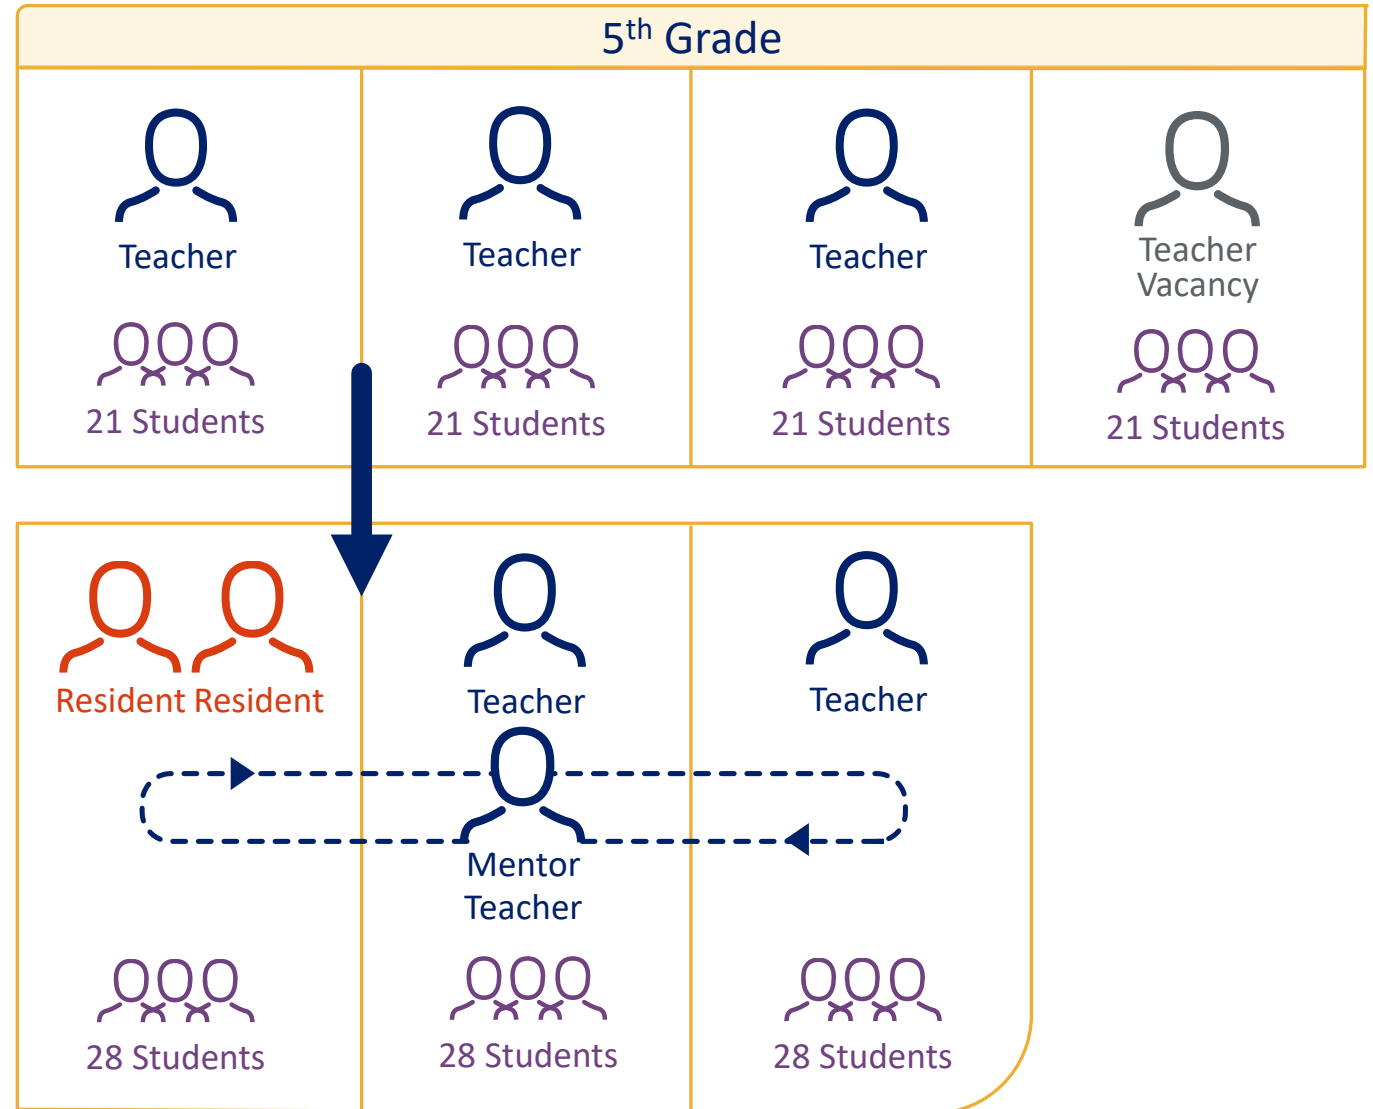 5th Grade
Teacher
Teacher
Teacher
Teacher
Vacancy
21 Students
21 Students
21 Students
21 Students
Resident Resident
Teacher
Teacher
Mentor
Teacher
28 Students
28 Students
28 Students